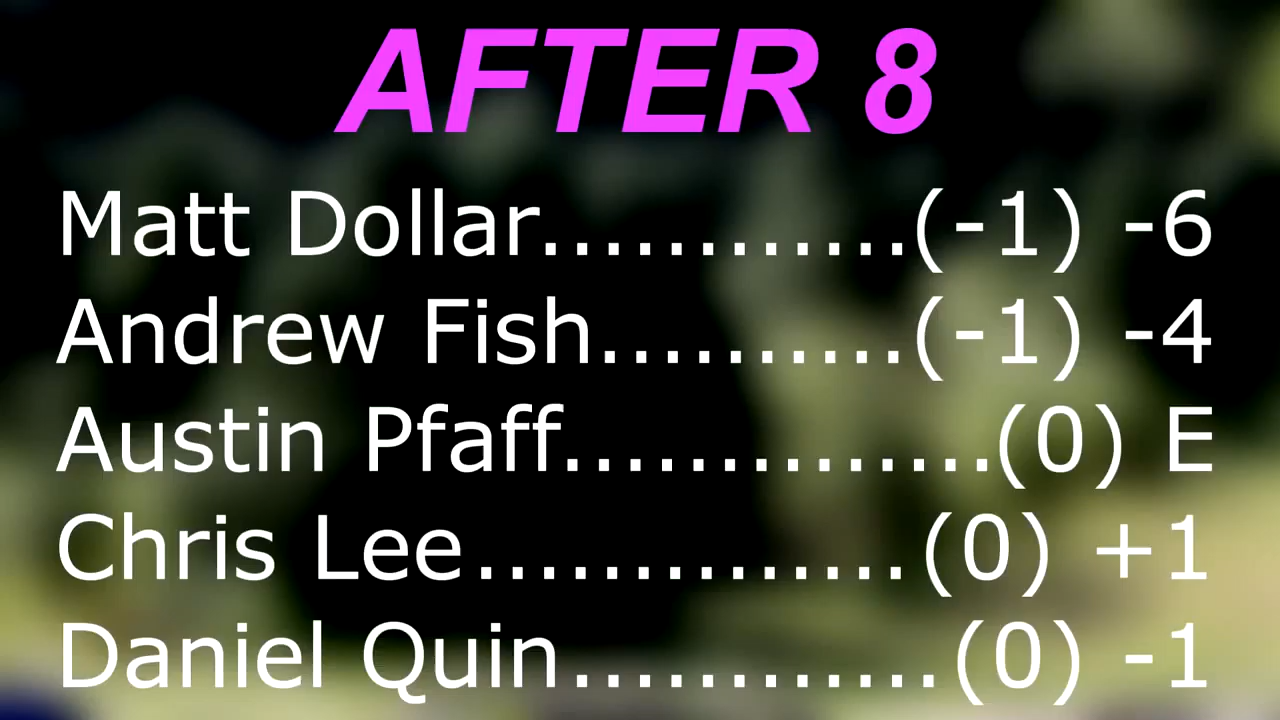 AFTER 8
Matt Dollar............(-1) -6
Andrew Fish..........(-1) -4
Austin Pfaff..............(0) E
Chris Lee..............(0) +1
Daniel Quin............(0) -1